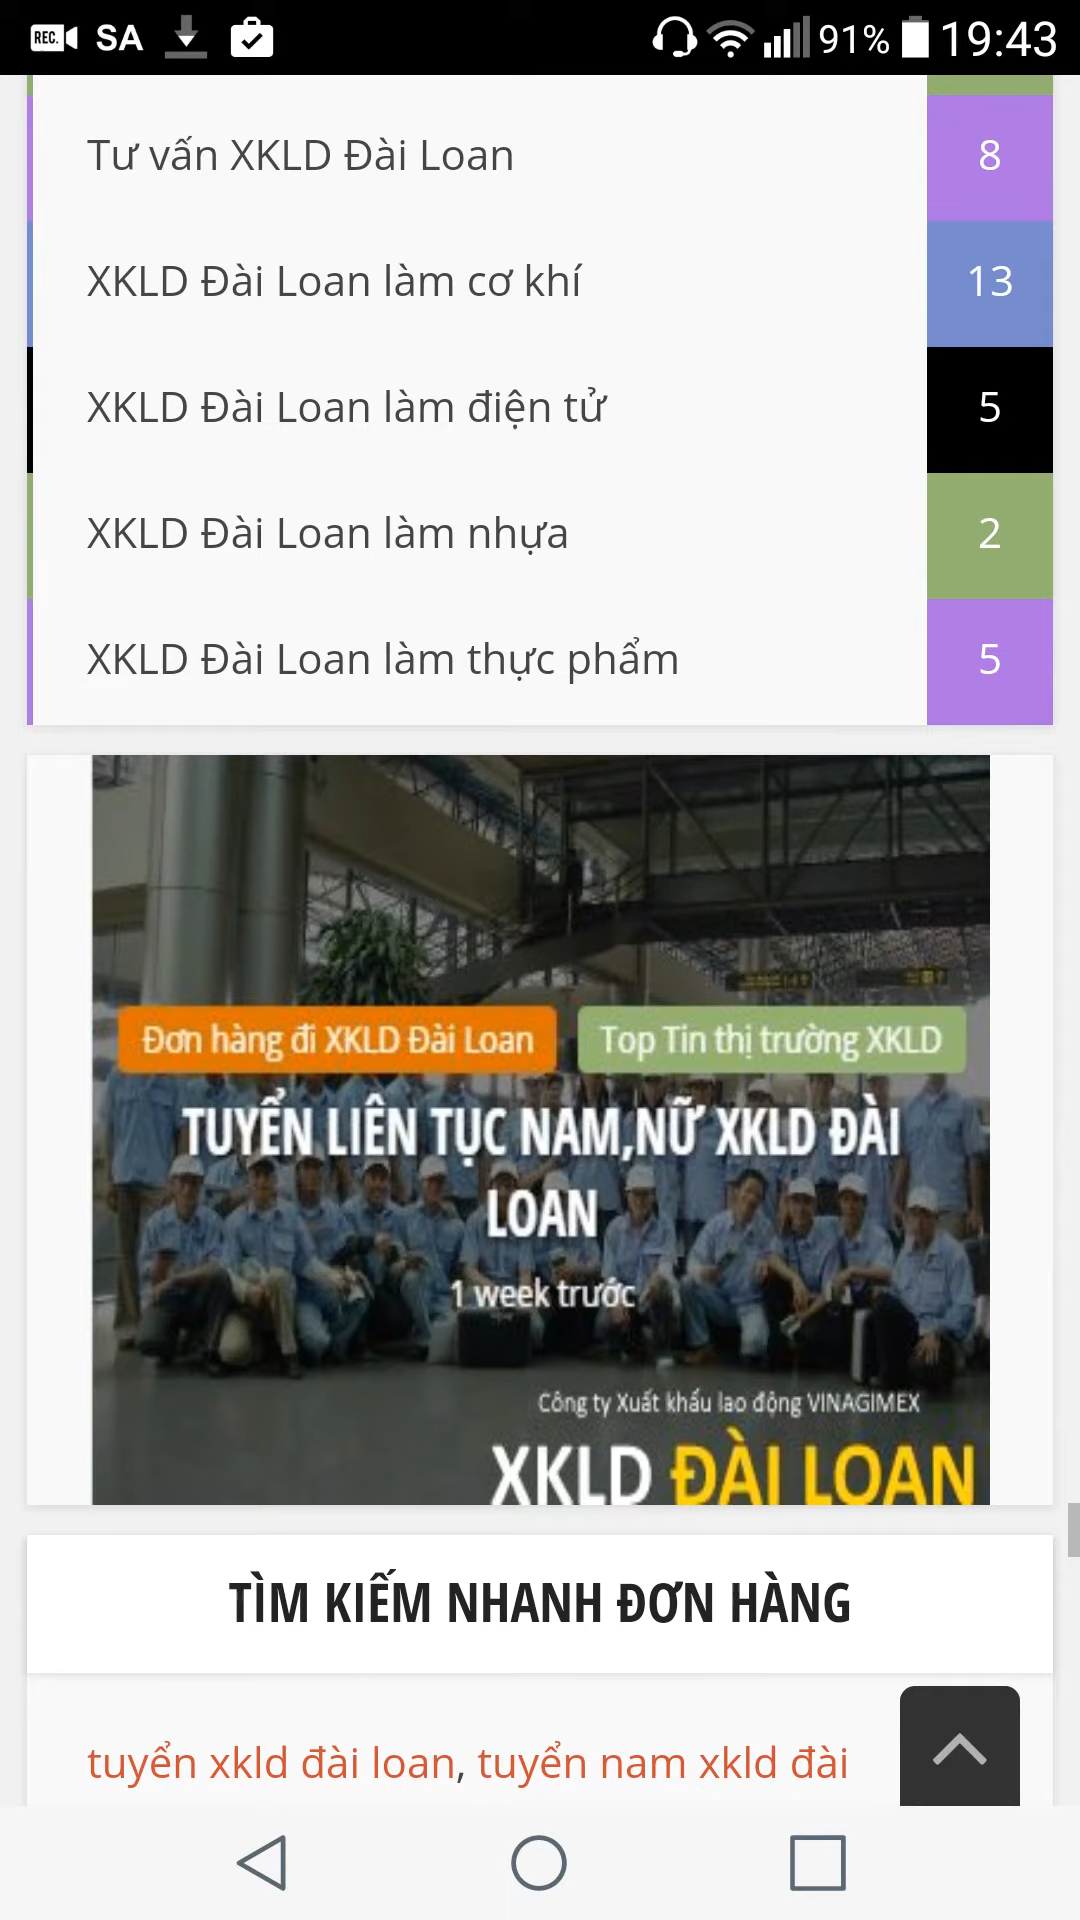 REC. SA 91% 19:43
Tư vấn XKLD Đài Loan 8
XKLD Đài Loan làm cơ khí 13
XKLD Đài Loan làm điện tử 5
XKLD Đài Loan làm nhựa 2
XKLD Đài Loan làm thực phẩm 5
Đơn hàng đi XKLD Đài Loan Top Tin thị trường XKLD
TUYỂN LIÊN TỤC NAM,NỮ XKLD ĐÀI
LOAN
1 week trước
Công ty Xuất khẩu lao động VINAGIMEX
XKLD ĐÀI LOAN
TÌM KIẾM NHANH ĐƠN HÀNG
tuyển xkld đài loan, tuyển nam xkld đài